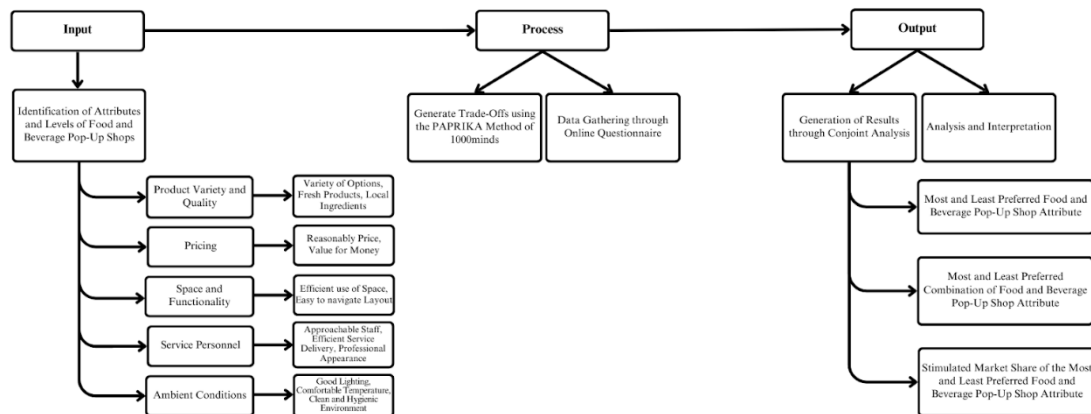 Input
Process
Output
Identification of Attributes
and Levels of Food and
Beverage Pop-Up Shops
Generate Trade-Offs using
the PAPRIKA Method of
1000minds
Data Gathering through
Online Questionnaire
Generation of Results
through Conjoint Analysis
Analysis and Interpretation
Product Variety and
Quality
Variety of Options,
Fresh Products, Local
Ingredients
Pricing
Reasonably Price,
Value for Money
Space and
Functionality
Efficient use of Space,
Easy to navigate Layout
Service Personnel
Approachable Staff,
Efficient Service
Delivery, Professional
Appearance
Ambient Conditions
Good Lighting,
Comfortable Temperature,
Clean and Hygienic
Environment
Most and Least Preferred Food and
Beverage Pop-Up Shop Attribute
Most and Least Preferred
Combination of Food and Beverage
Pop-Up Shop Attribute
Stimulated Market Share of the Most
and Least Preferred Food and
Beverage Pop-Up Shop Attribute